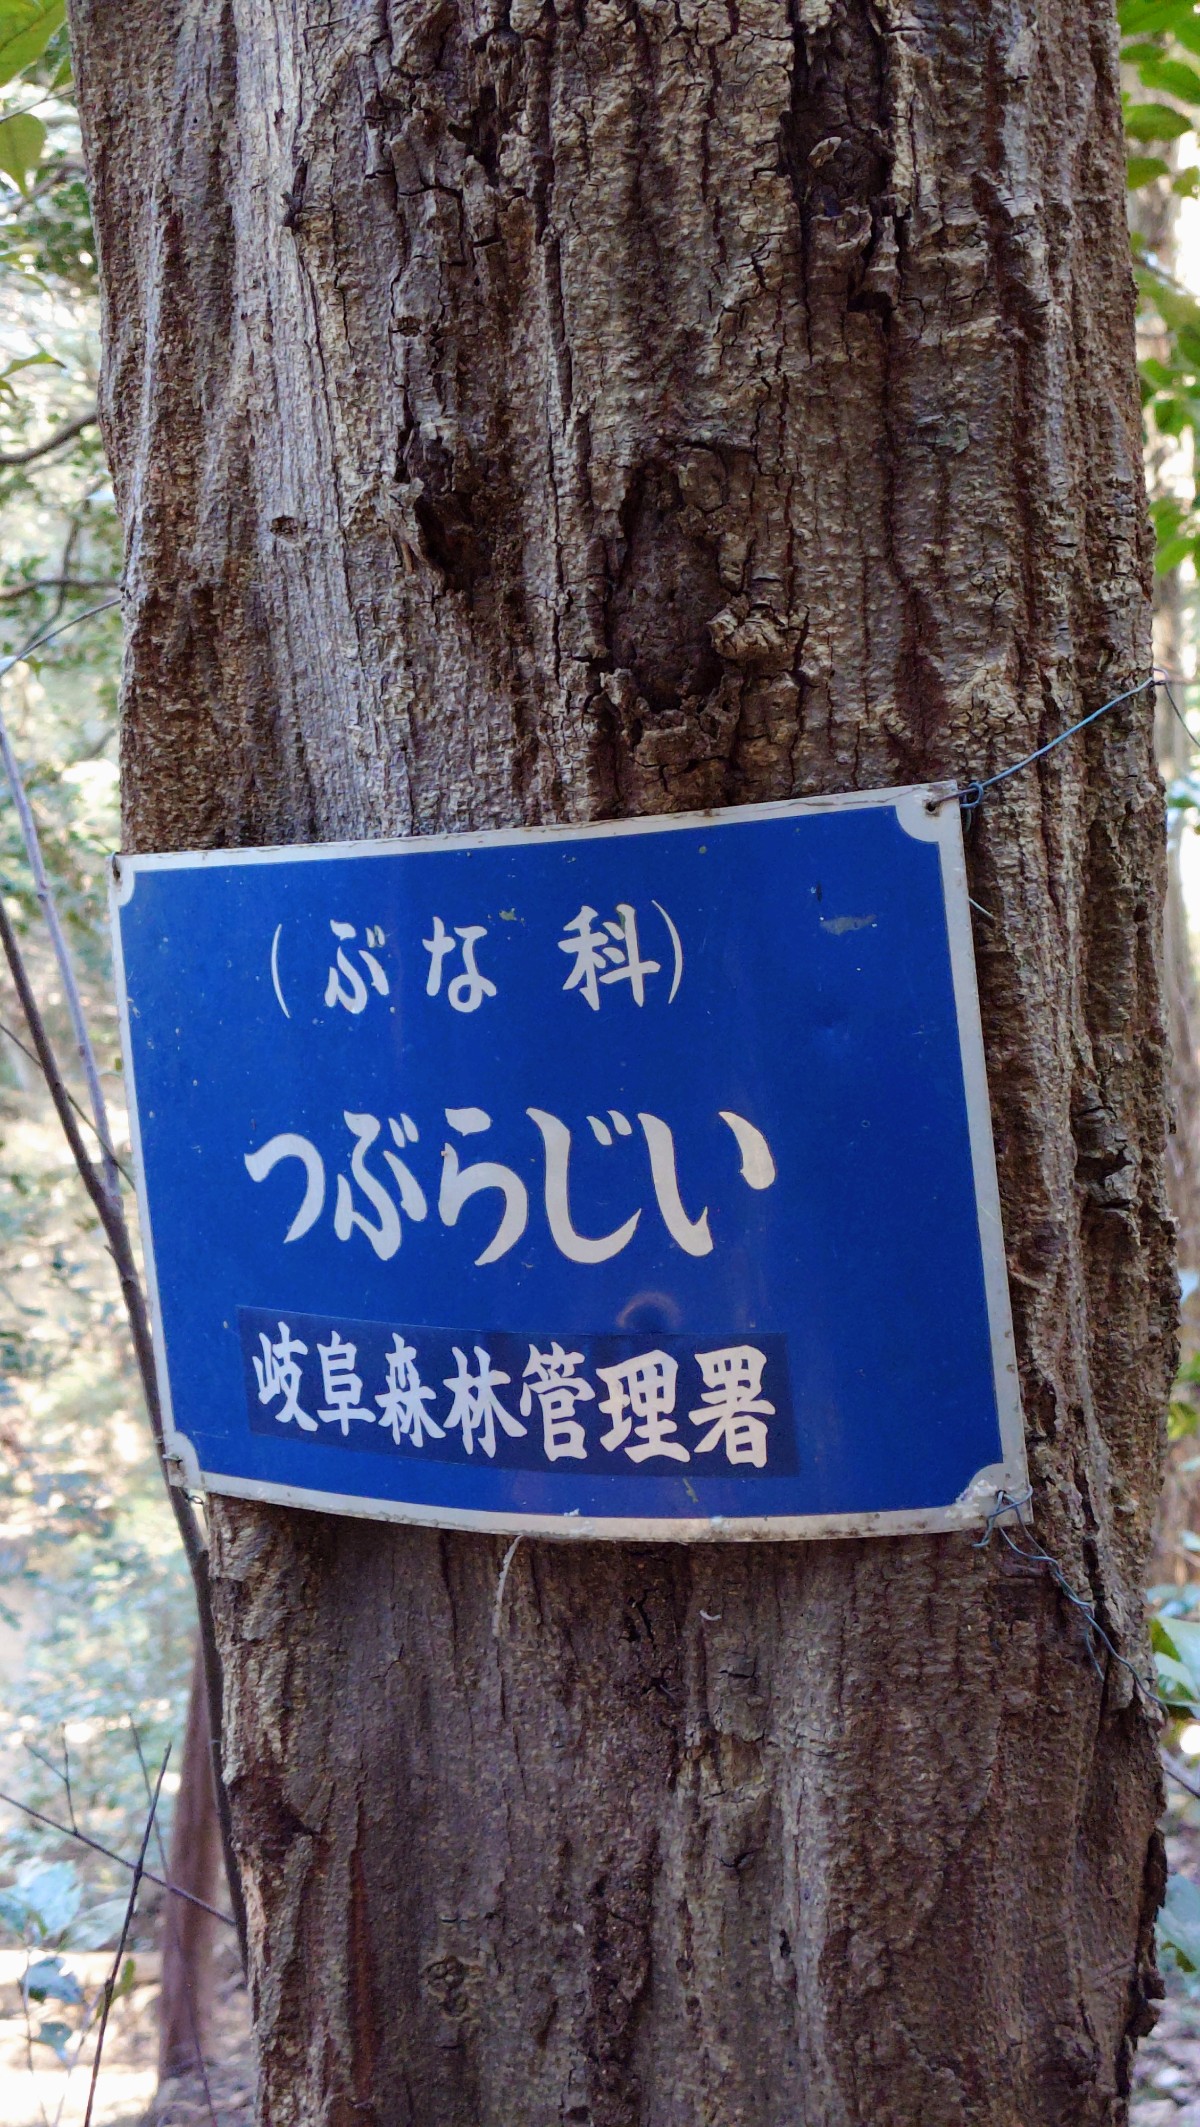 (ぶな科)
つぶらじい
岐阜森林管理署